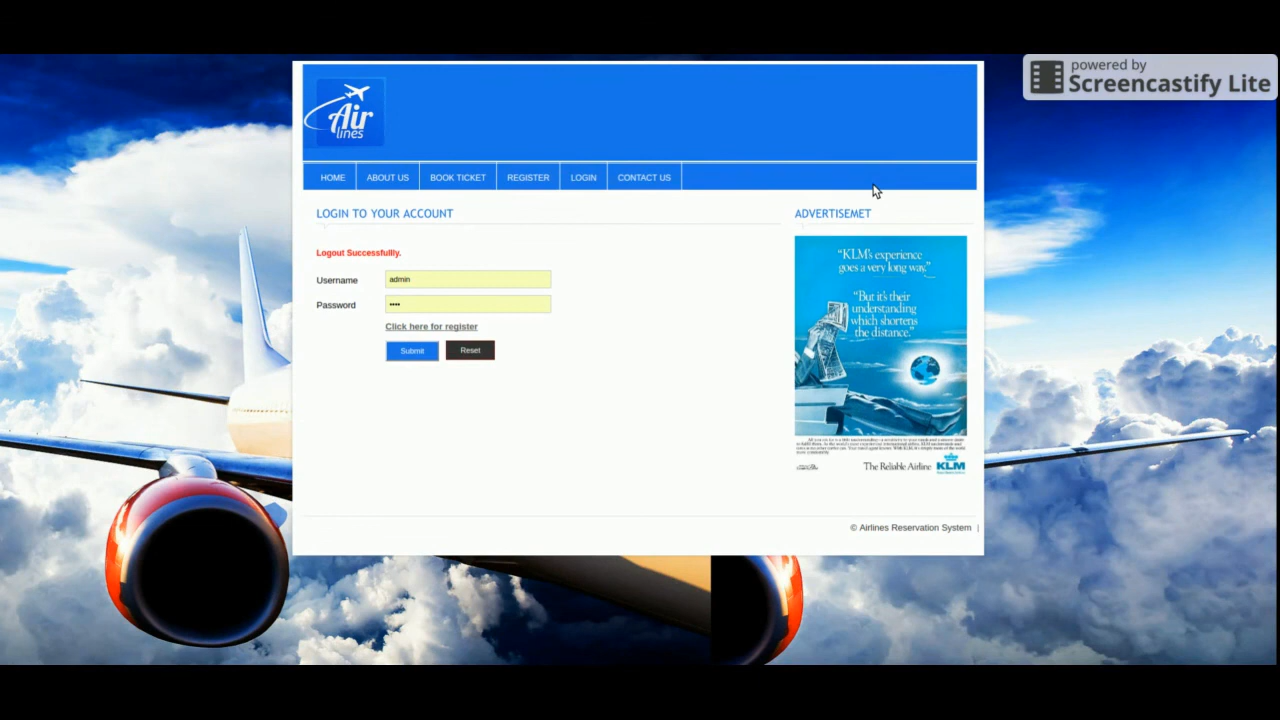 powered by
Screencastify Lite
Air
lines
HOME ABOUT US BOOK TICKET REGISTER LOGIN CONTACT US
LOGIN TO YOUR ACCOUNT
Logout Successfully.
Username admin
Password ••••
Click here for register
Submit Reset
ADVERTISEMET
“KLM's experience
goes a very long way.”
“But it's their
understanding
which shortens
the distance.”
The Reliable Airline KLM
© Airlines Reservation System |